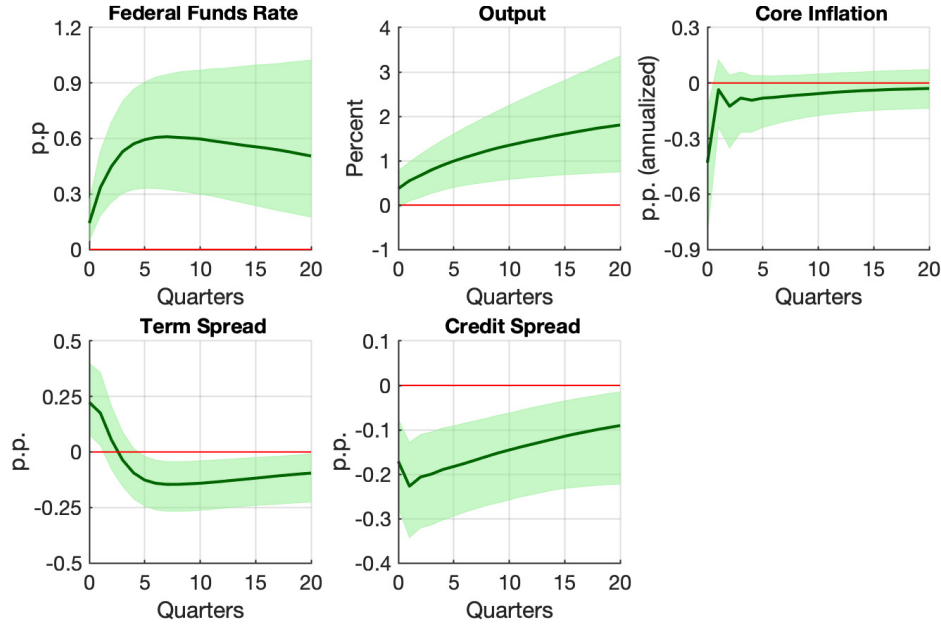 Federal Funds Rate
1.2
0.9
0.6
0.3
0
p.p
0 5 10 15 20
Quarters
Output
4
3
2
1
0
-1
Percent
0 5 10 15 20
Quarters
Core Inflation
0.3
0
-0.3
-0.6
-0.9
p.p. (annualized)
0 5 10 15 20
Quarters
Term Spread
0.5
0.25
0
-0.25
-0.5
p.p.
0 5 10 15 20
Quarters
Credit Spread
0.1
0
-0.1
-0.2
-0.3
-0.4
p.p.
0 5 10 15 20
Quarters